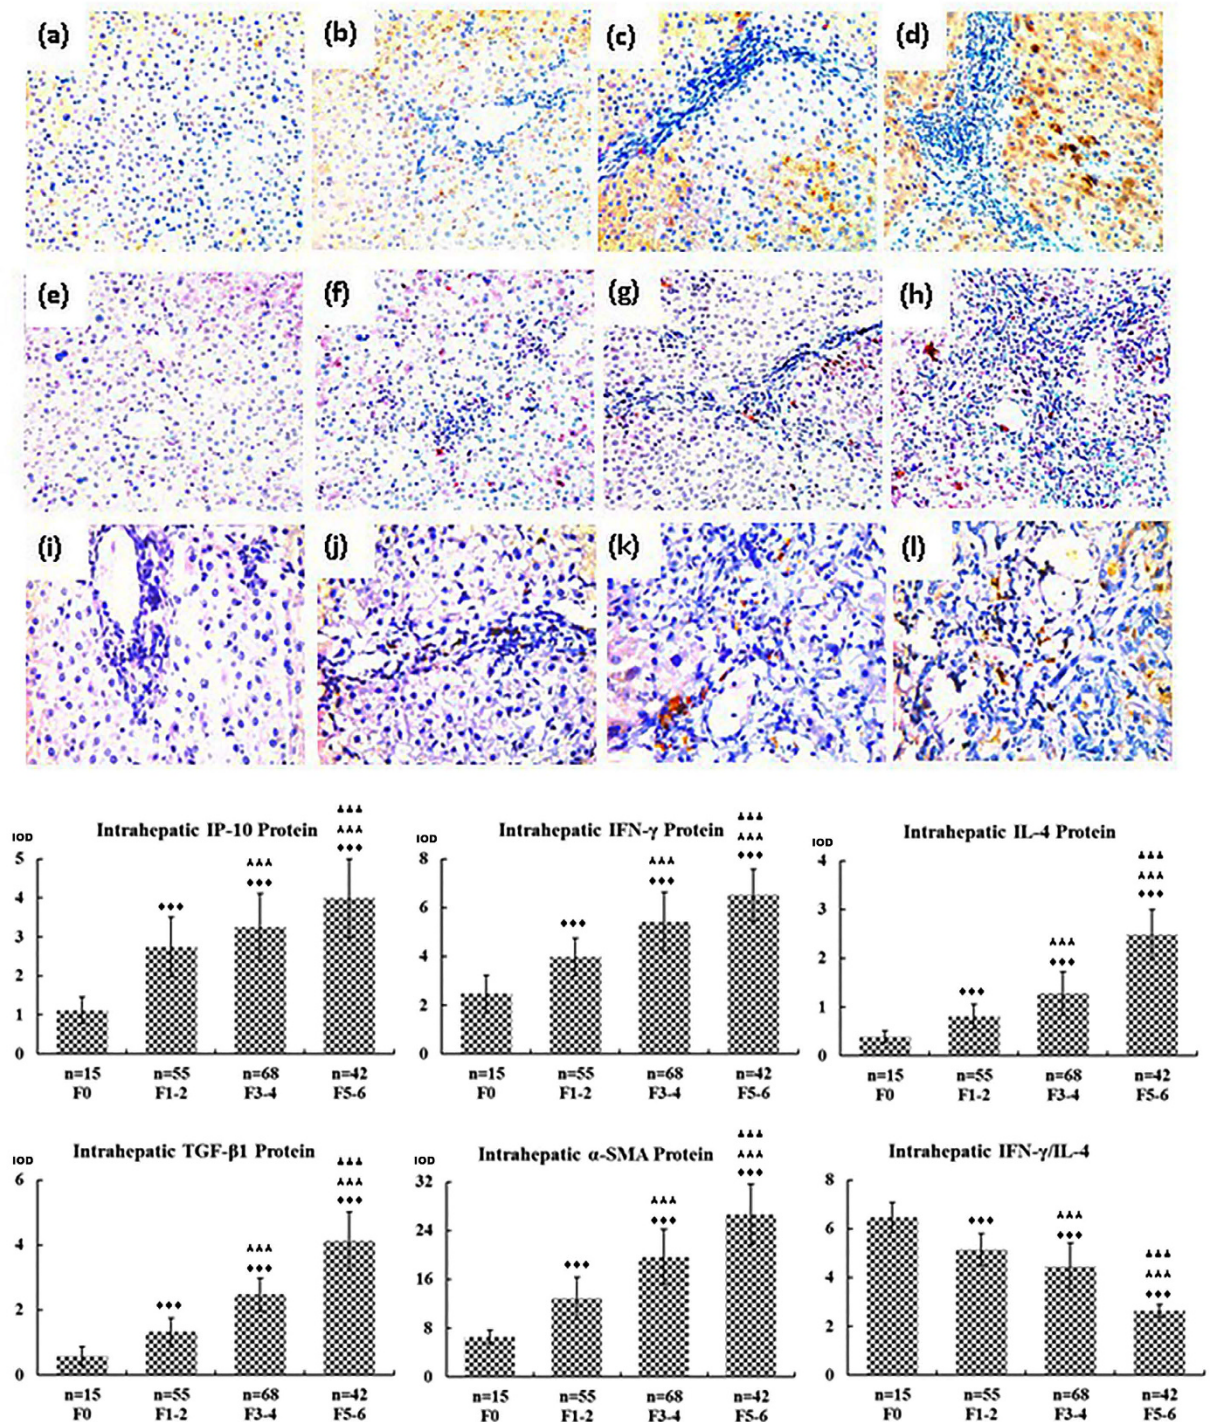 (a)
(b)
(c)
(d)
(e)
(f)
(g)
(h)
(i)
(j)
(k)
(l)
IOD
Intrahepatic IP-10 Protein
5
4
3
2
1
0
n=15 n=55 n=68 n=42
F0 F1-2 F3-4 F5-6
IOD
Intrahepatic IFN-γ Protein
8
6
4
2
0
n=15 n=55 n=68 n=42
F0 F1-2 F3-4 F5-6
IOD
Intrahepatic IL-4 Protein
4
3
2
1
0
n=15 n=55 n=68 n=42
F0 F1-2 F3-4 F5-6
IOD
Intrahepatic TGF-β1 Protein
6
4
2
0
n=15 n=55 n=68 n=42
F0 F1-2 F3-4 F5-6
IOD
Intrahepatic α-SMA Protein
32
24
16
8
0
n=15 n=55 n=68 n=42
F0 F1-2 F3-4 F5-6
Intrahepatic IFN-γ/IL-4
8
6
4
2
0
n=15 n=55 n=68 n=42
F0 F1-2 F3-4 F5-6